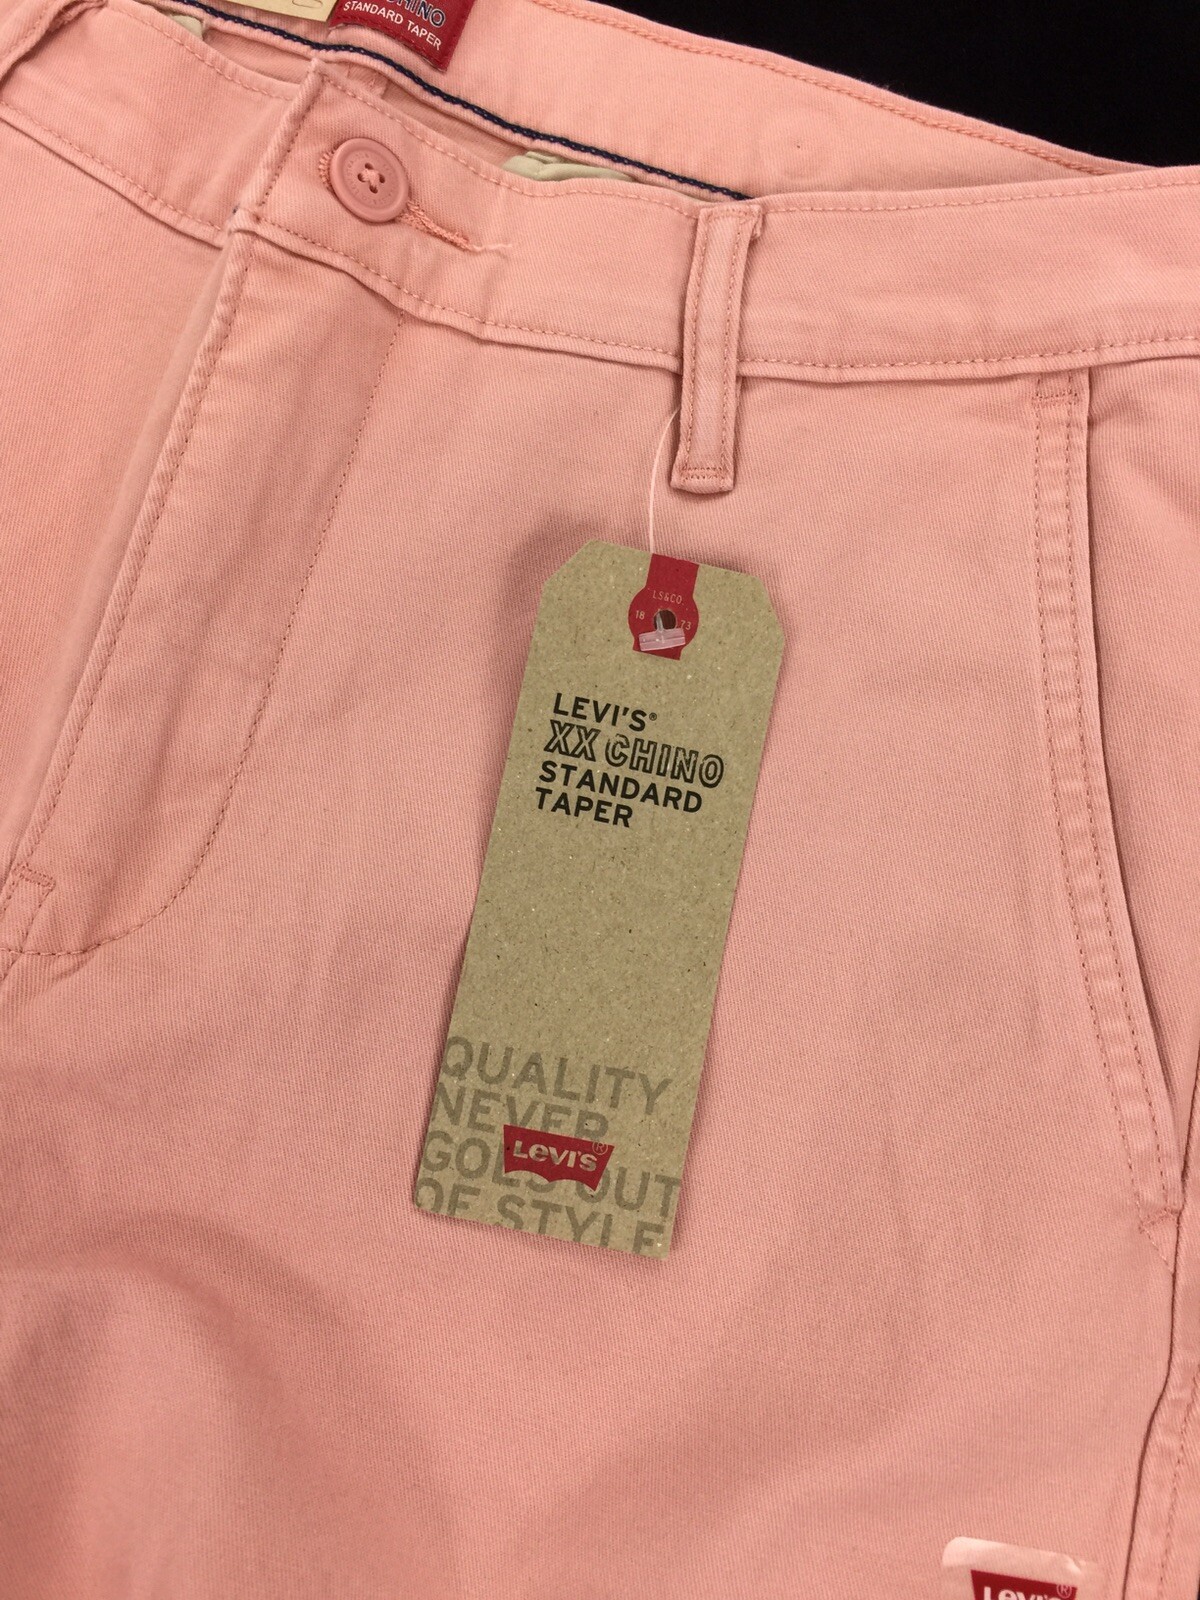 CHINO
STANDARD TAPER
LS&CO
18 73
LEVI'S®
XX CHINO
STANDARD
TAPER
QUALITY
NEVER
GOES OUT
OF STYLE
Levi's®
Levi's®